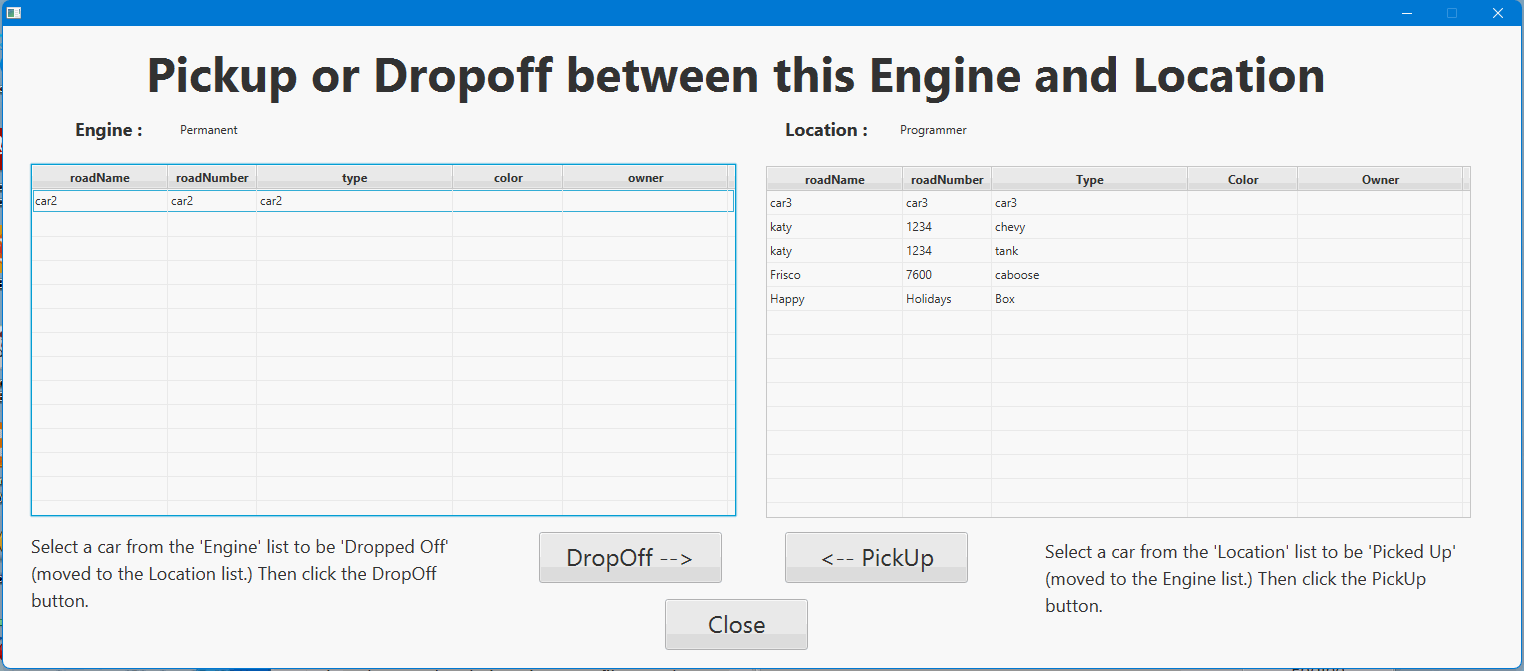 Pickup or Dropoff between this Engine and Location
Engine : Permanent
Location : Programmer
roadName roadNumber type color owner
car2 car2 car2
roadName roadNumber Type Color Owner
car3 car3 car3
katy 1234 chevy
katy 1234 tank
Frisco 7600 caboose
Happy Holidays Box
Select a car from the 'Engine' list to be 'Dropped Off'
(moved to the Location list.) Then click the DropOff
button.
DropOff -->
<-- PickUp
Select a car from the 'Location' list to be 'Picked Up'
(moved to the Engine list.) Then click the PickUp
button.
Close